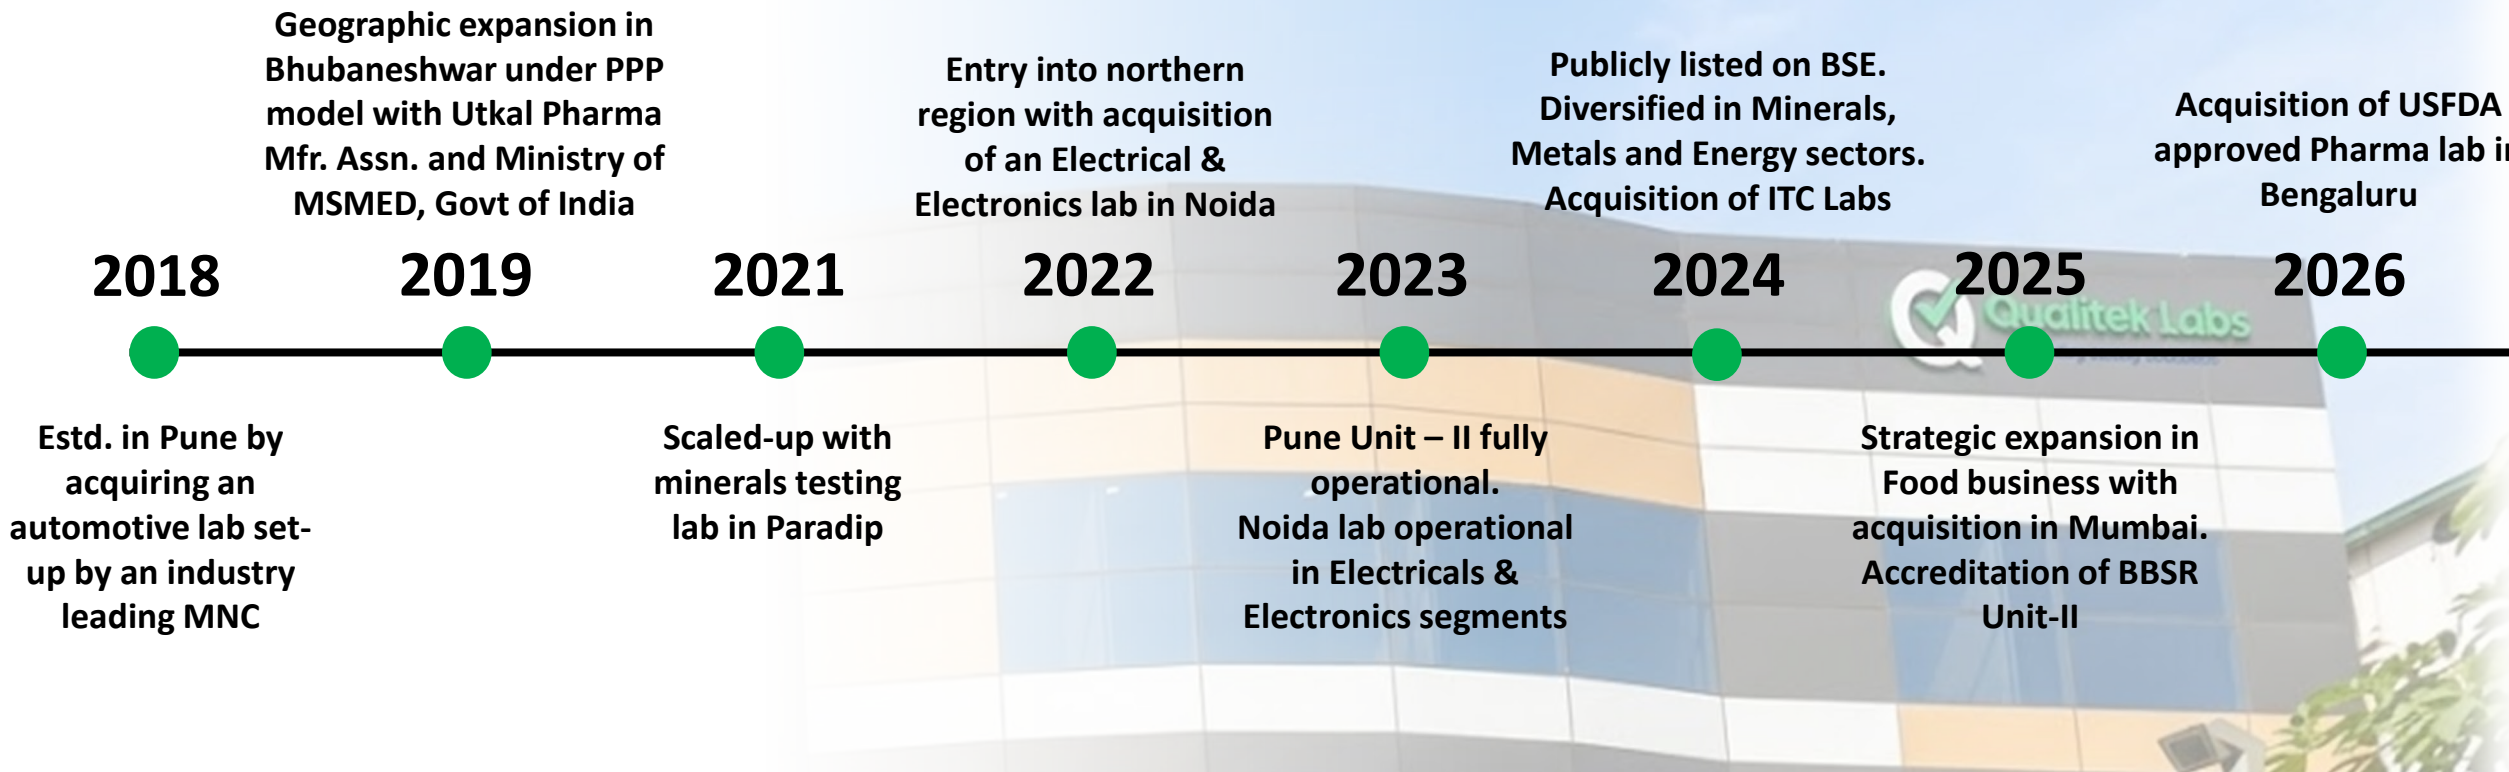 Geographic expansion in
Bhubaneshwar under PPP
model with Utkal Pharma
Mfr. Assn. and Ministry of
MSMED, Govt of India
Entry into northern
region with acquisition
of an Electrical &
Electronics lab in Noida
Publicly listed on BSE.
Diversified in Minerals,
Metals and Energy sectors.
Acquisition of ITC Labs
Acquisition of USFDA
approved Pharma lab in
Bengaluru
2018 2019 2021 2022 2023 2024 2025 2026
Qualitek Labs
Estd. in Pune by
acquiring an
automotive lab set-
up by an industry
leading MNC
Scaled-up with
minerals testing
lab in Paradip
Pune Unit – II fully
operational.
Noida lab operational
in Electricals &
Electronics segments
Strategic expansion in
Food business with
acquisition in Mumbai.
Accreditation of BBSR
Unit-II